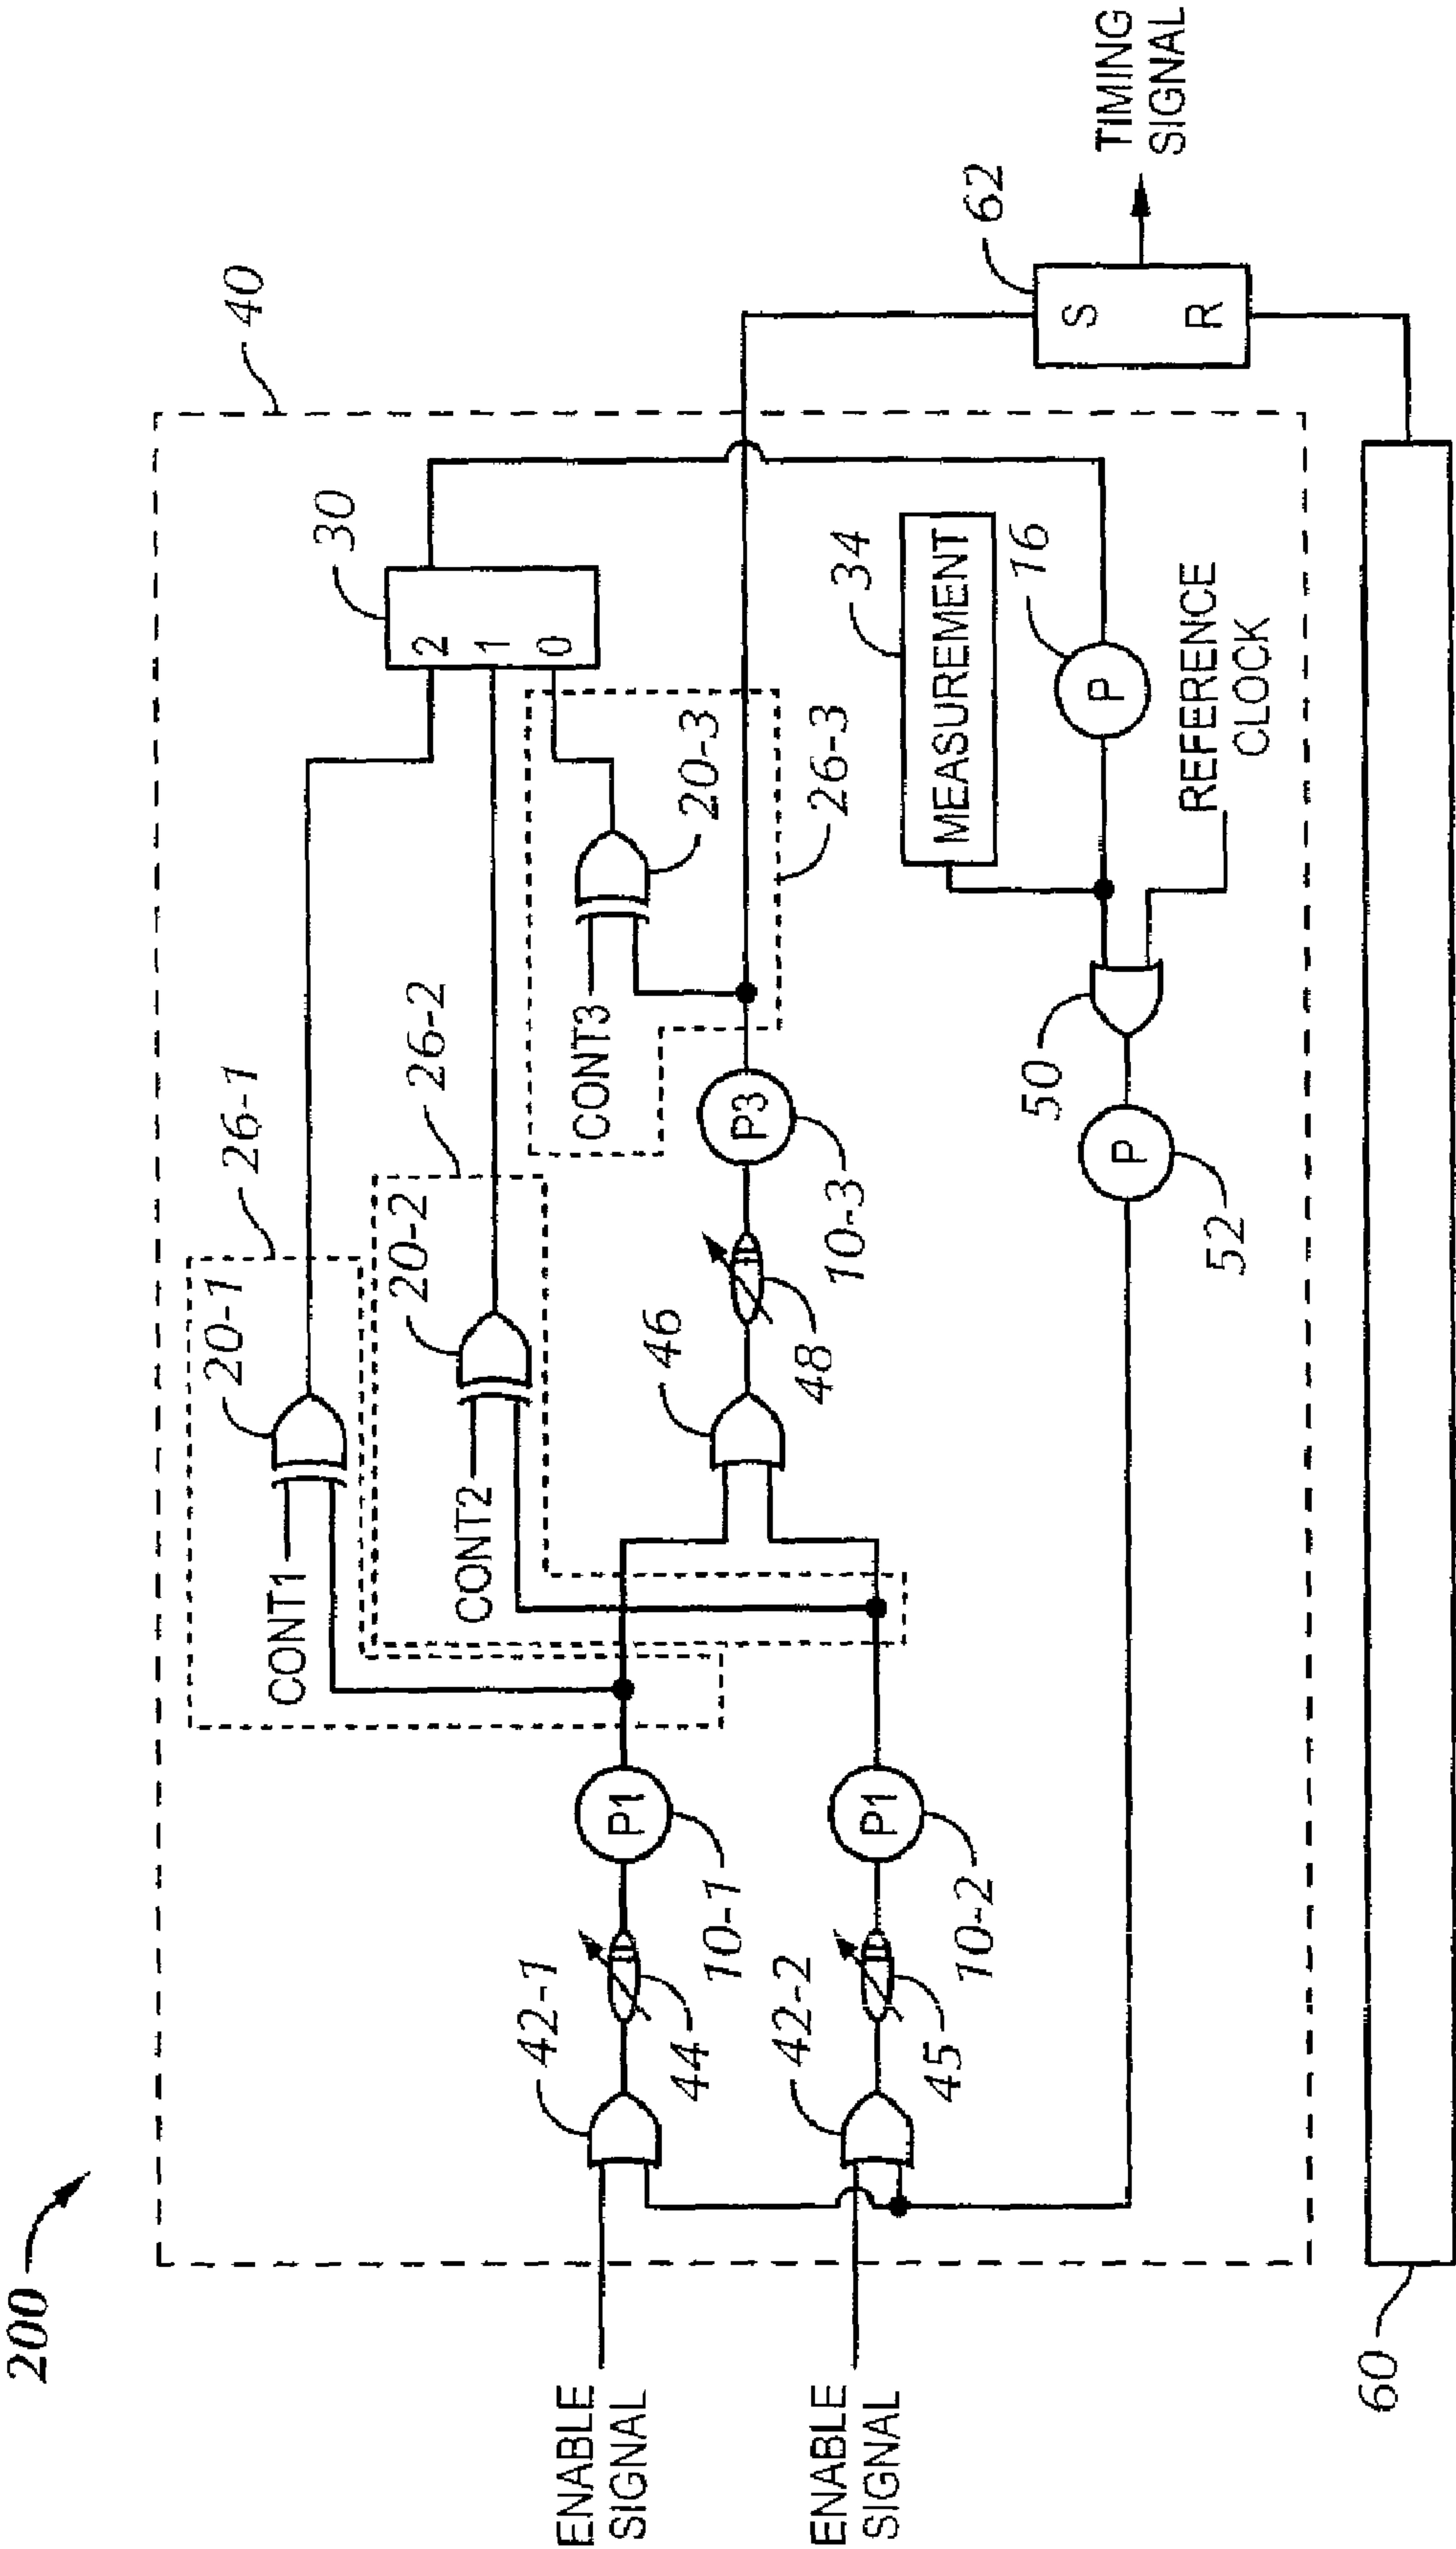 200
40
ENABLE
SIGNAL
ENABLE
SIGNAL
42-1
42-2
44
45
P1
P1
10-1
10-2
CONT1
20-1
26-1
CONT2
20-2
26-2
46
48
P3
10-3
CONT3
20-3
26-3
30
2
1
0
MEASUREMENT
34
P
16
REFERENCE
CLOCK
50
P
52
S
R
62
TIMING
SIGNAL
60